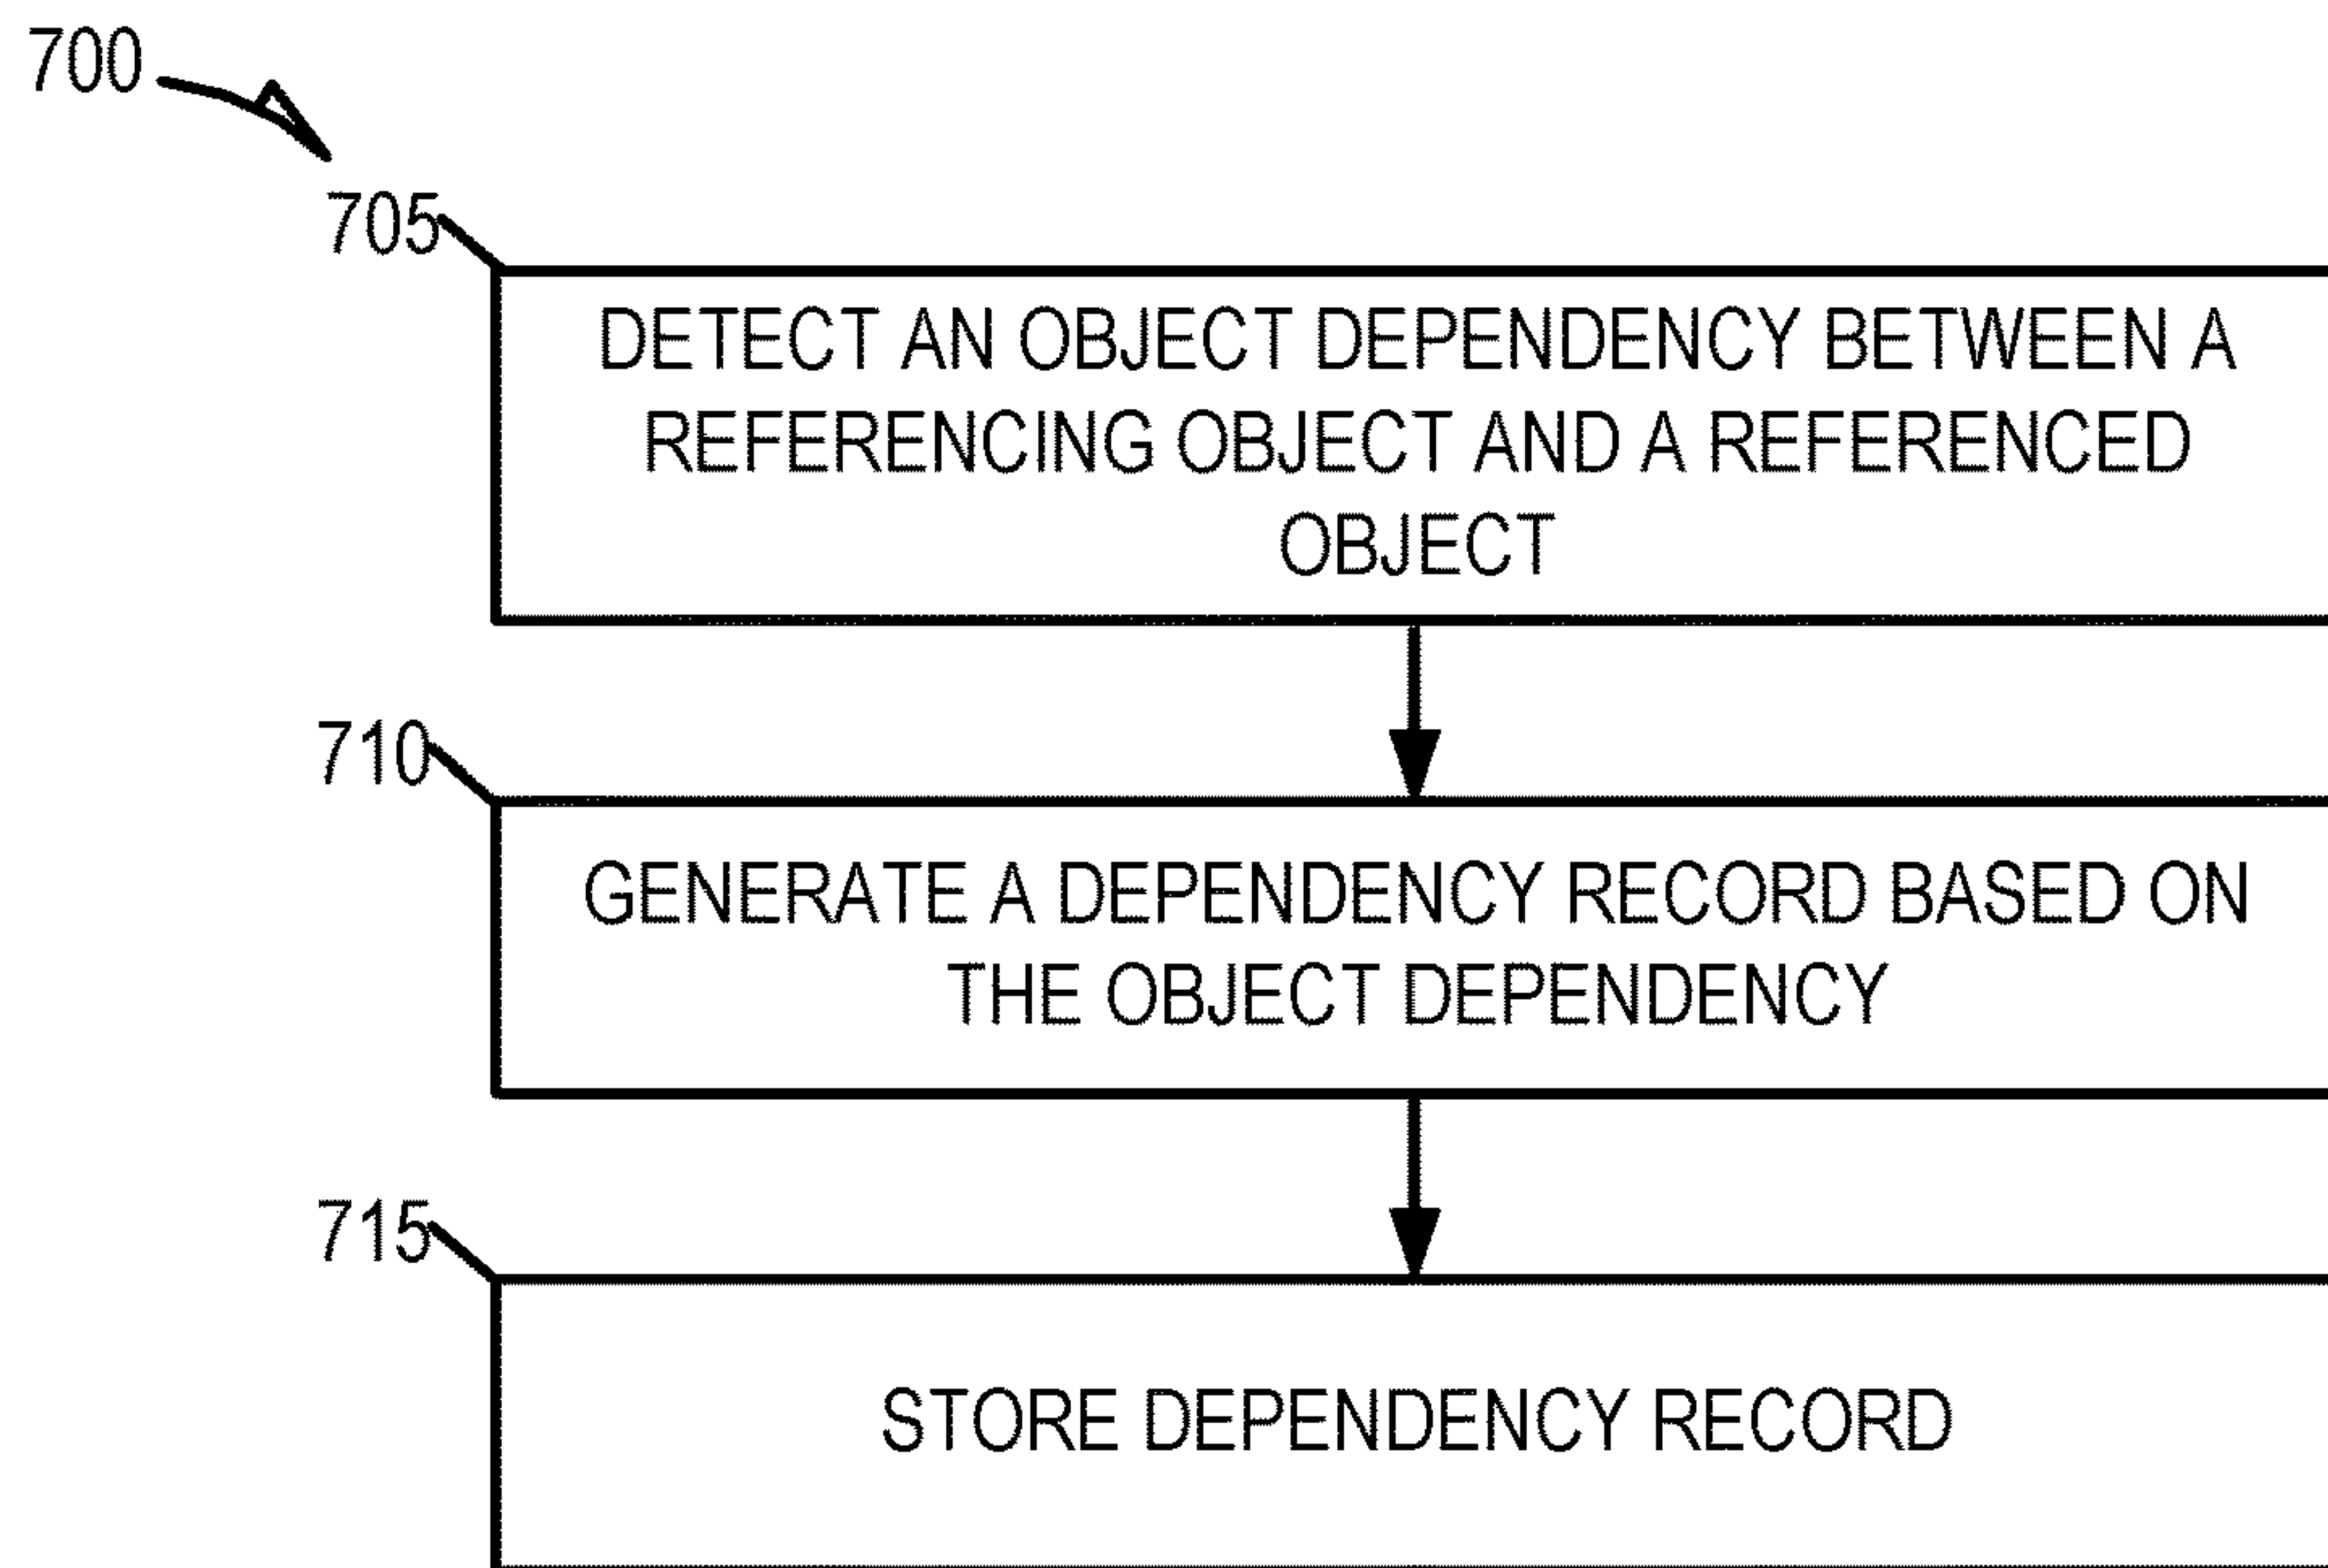 700
705
DETECT AN OBJECT DEPENDENCY BETWEEN A
REFERENCING OBJECT AND A REFERENCED
OBJECT
710
GENERATE A DEPENDENCY RECORD BASED ON
THE OBJECT DEPENDENCY
715
STORE DEPENDENCY RECORD